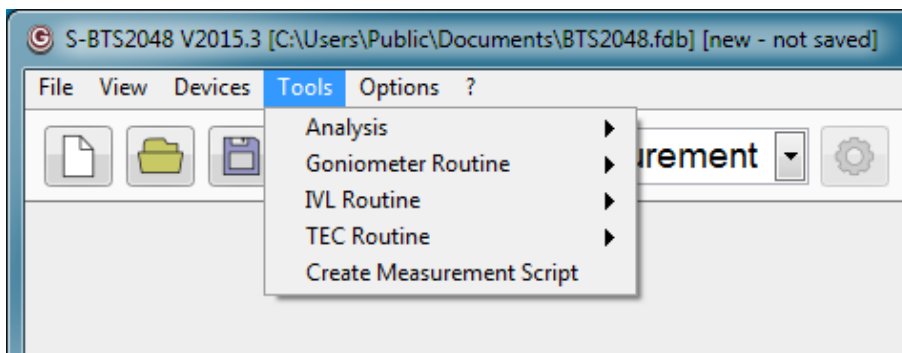 S-BTS2048 V2015.3 [C:\Users\Public\Documents\BTS2048.fdb] [new - not saved]
File View Devices Tools Options ?
Analysis
Goniometer Routine
IVL Routine
TEC Routine
Create Measurement Script
urement